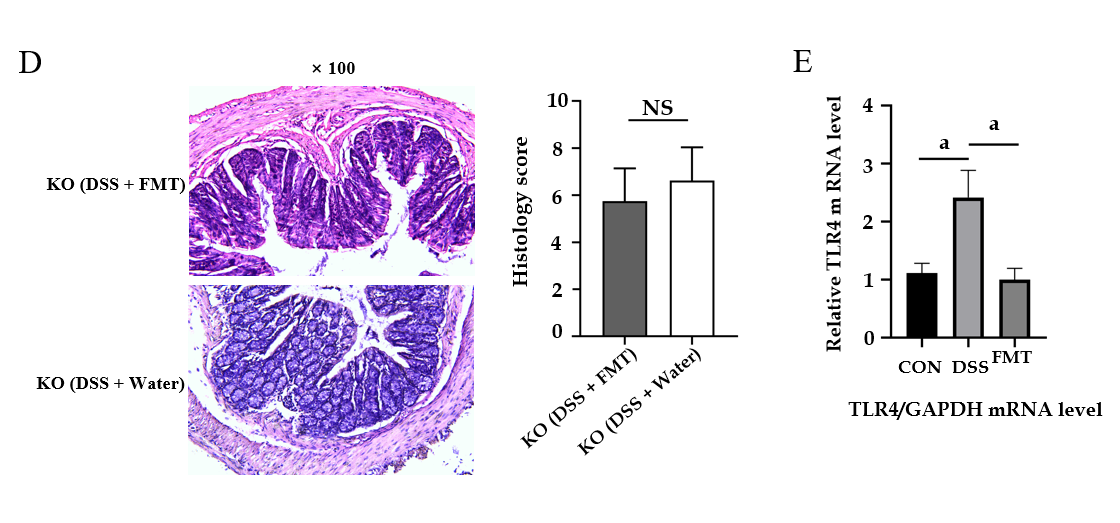 D
× 100
KO (DSS + FMT)
KO (DSS + Water)
Histology score
10
8
6
4
2
0
NS
KO (DSS + FMT)
KO (DSS + Water)
E
Relative TLR4 m RNA level
4
3
2
1
0
a
a
CON
DSS
FMT
TLR4/GAPDH mRNA level